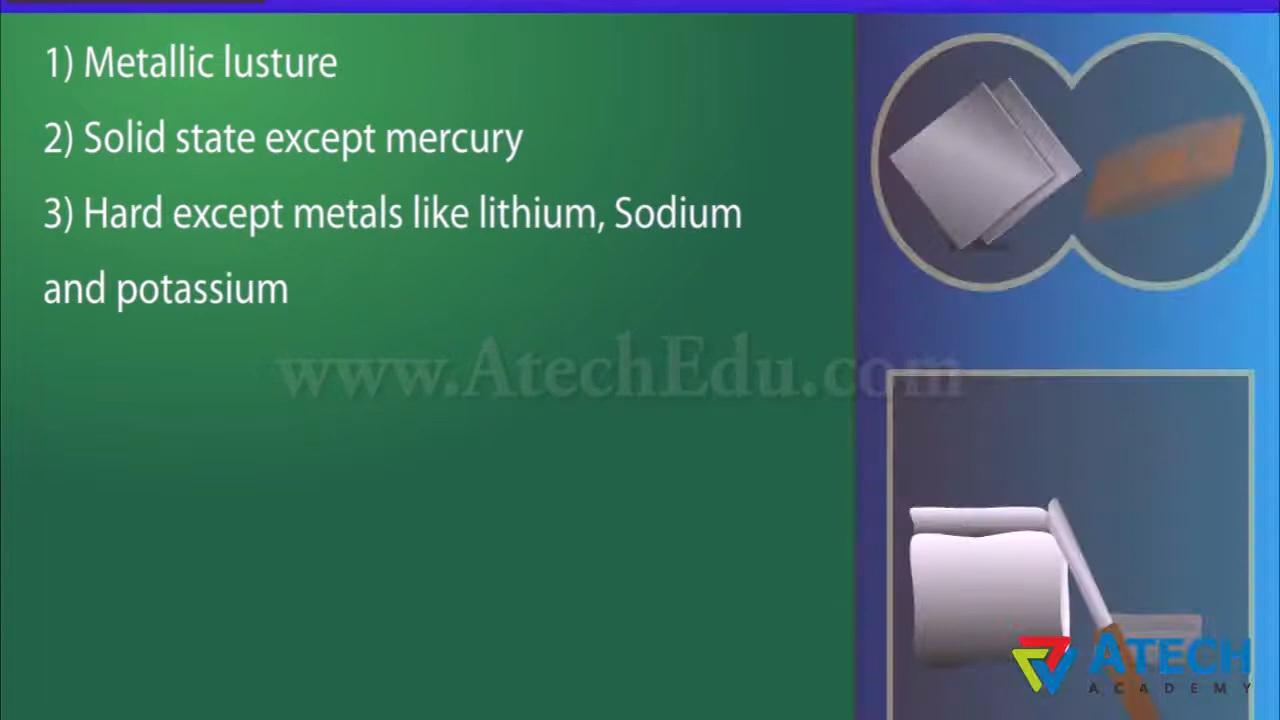 1) Metallic lusture
2) Solid state except mercury
3) Hard except metals like lithium, Sodium
and potassium
www.AtechEdu.com
ATECH
ACADEMY